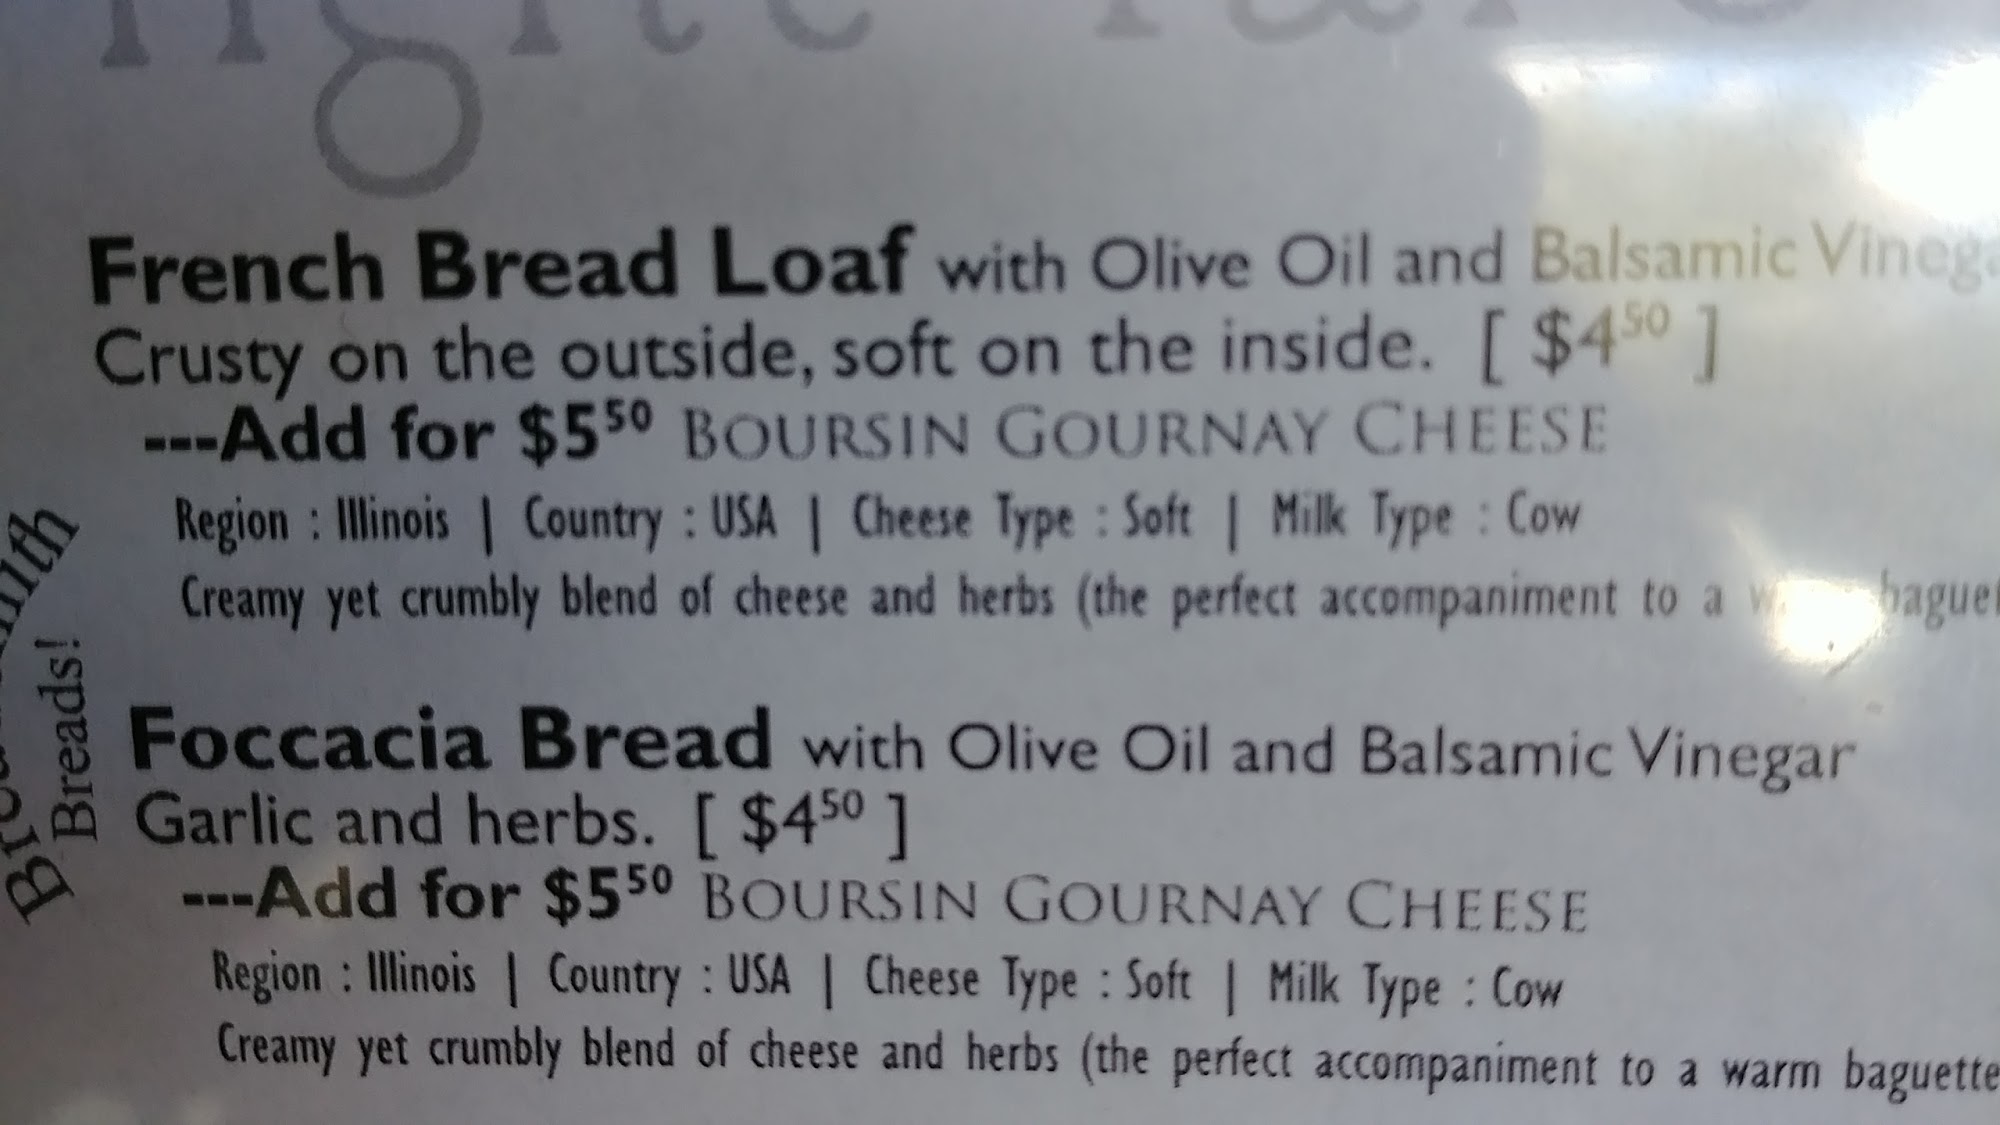 French Bread Loaf with Olive Oil and Balsamic
Crusty on the outside, soft on the inside. [ $4⁵⁰ ]
---Add for $5⁵⁰ BOURSIN GOURNAY CHEESE
Region : Illinois | Country : USA | Cheese Type : Soft | Milk Type : Cow
Creamy yet crumbly blend of cheese and herbs (the perfect accompaniment to a
Breads!
Foccacia Bread with Olive Oil and Balsamic Vinegar
Garlic and herbs. [ $4⁵⁰ ]
---Add for $5⁵⁰ BOURSIN GOURNAY CHEESE
Region : Illinois | Country : USA | Cheese Type : Soft | Milk Type : Cow
Creamy yet crumbly blend of cheese and herbs (the perfect accompaniment to a warm baguette